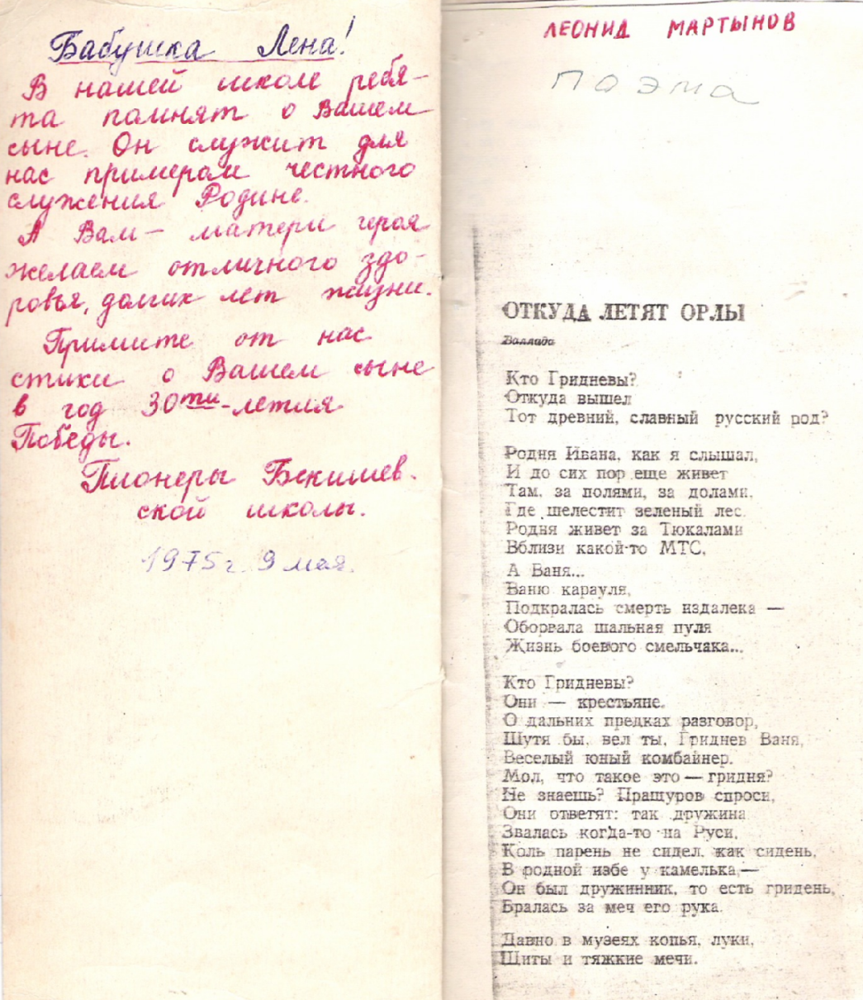 Бабушка Лена!
В нашей школе ребя-
та помнят о Вашем
сыне. Он служит для
нас примером честного
служения Родине.
А Вам — матери героя
желаем отличного здо-
ровья, долгих лет жизни.
Примите от нас
стихи о Вашем сыне
в год 30ти-летия
Победы.
Пионеры Бекишев-
ской школы.
1975 г. 9 мая.
ЛЕОНИД МАРТЫНОВ
поэма
ОТКУДА ЛЕТЯТ ОРЛЫ
Баллада
Кто Гридневы?
Откуда вышел
Тот древний, славный русский род?
Родня Ивана, как я слышал,
И до сих пор еще живет
Там, за полями, за долами,
Где шелестит зеленый лес.
Родня живет за Тюкалами
Вблизи какой-то МТС,
А Ваня...
Ваню карауля,
Подкралась смерть издалека —
Оборвала шальная пуля
Жизнь боевого смельчака...
Кто Гридневы?
Они — крестьяне.
О дальних предках разговор,
Шутя бы, вел ты, Гриднев Ваня,
Веселый юный комбайнер.
Мол, что такое это — гридня?
Не знаешь? Пращуров спроси,
Они ответят: так дружина
Звалась когда-то на Руси,
Коль парень не сидел, как сидень,
В родной избе у камелька,—
Он был дружинник, то есть гридень,
Бралась за меч его рука.
Давно в музеях копья, луки,
Щиты и тяжкие мечи.